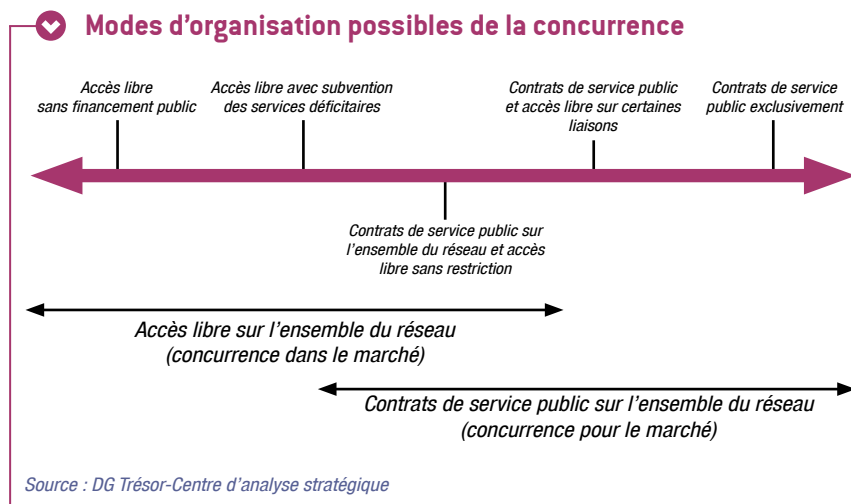 Modes d'organisation possibles de la concurrence
Accès libre
sans financement public
Accès libre avec subvention
des services déficitaires
Contrats de service public
et accès libre sur certaines
liaisons
Contrats de service
public exclusivement
Contrats de service public sur
l'ensemble du réseau et accès
libre sans restriction
Accès libre sur l'ensemble du réseau
(concurrence dans le marché)
Contrats de service public sur l'ensemble du réseau
(concurrence pour le marché)
Source : DG Trésor-Centre d'analyse stratégique